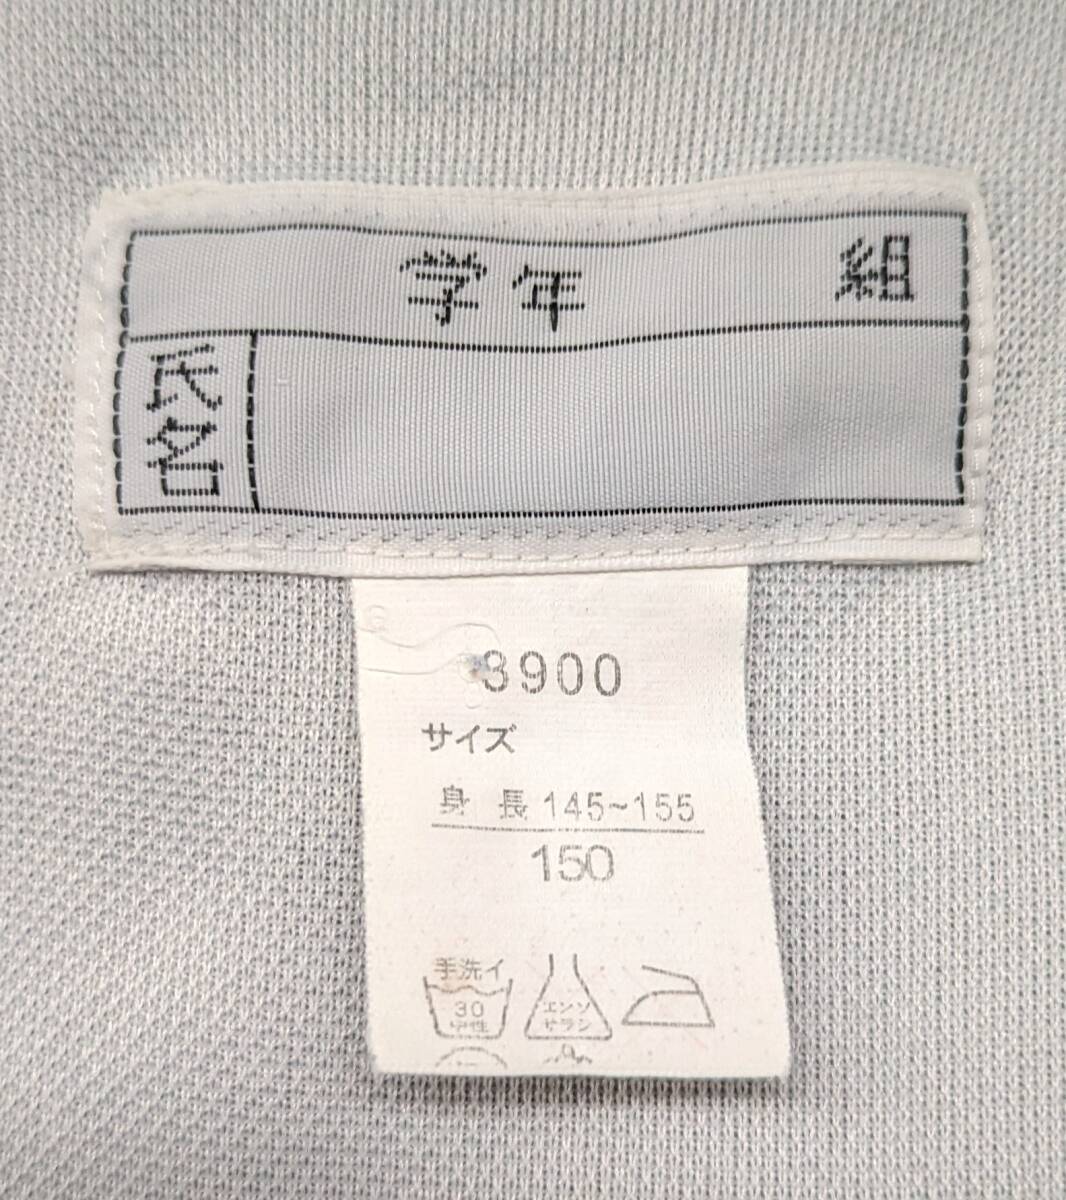 学年 組
氏名
3900
サイズ
身長 145~155
150
手洗イ
30
中性
エンソ
サラシ